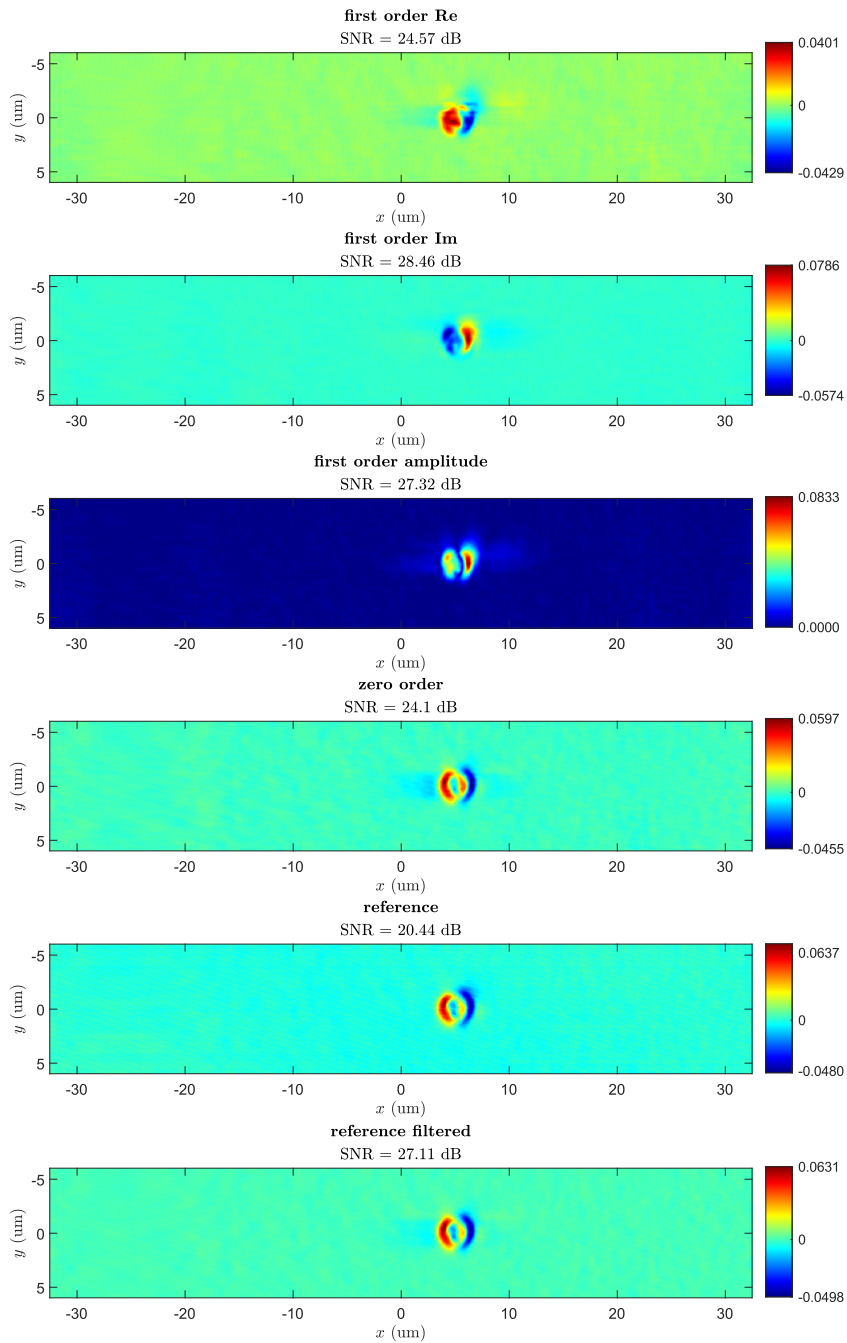 first order Re
SNR = 24.57 dB
0.0401
-5
y (um)
0
0
5
-0.0429
-30 -20 -10 0 10 20 30
x (um)
first order Im
SNR = 28.46 dB
0.0786
-5
y (um)
0
0
5
-0.0574
-30 -20 -10 0 10 20 30
x (um)
first order amplitude
SNR = 27.32 dB
0.0833
-5
y (um)
0
5
0.0000
-30 -20 -10 0 10 20 30
x (um)
zero order
SNR = 24.1 dB
0.0597
-5
y (um)
0
0
5
-0.0455
-30 -20 -10 0 10 20 30
x (um)
reference
SNR = 20.44 dB
0.0637
-5
y (um)
0
0
5
-0.0480
-30 -20 -10 0 10 20 30
x (um)
reference filtered
SNR = 27.11 dB
0.0631
-5
y (um)
0
0
5
-0.0498
-30 -20 -10 0 10 20 30
x (um)